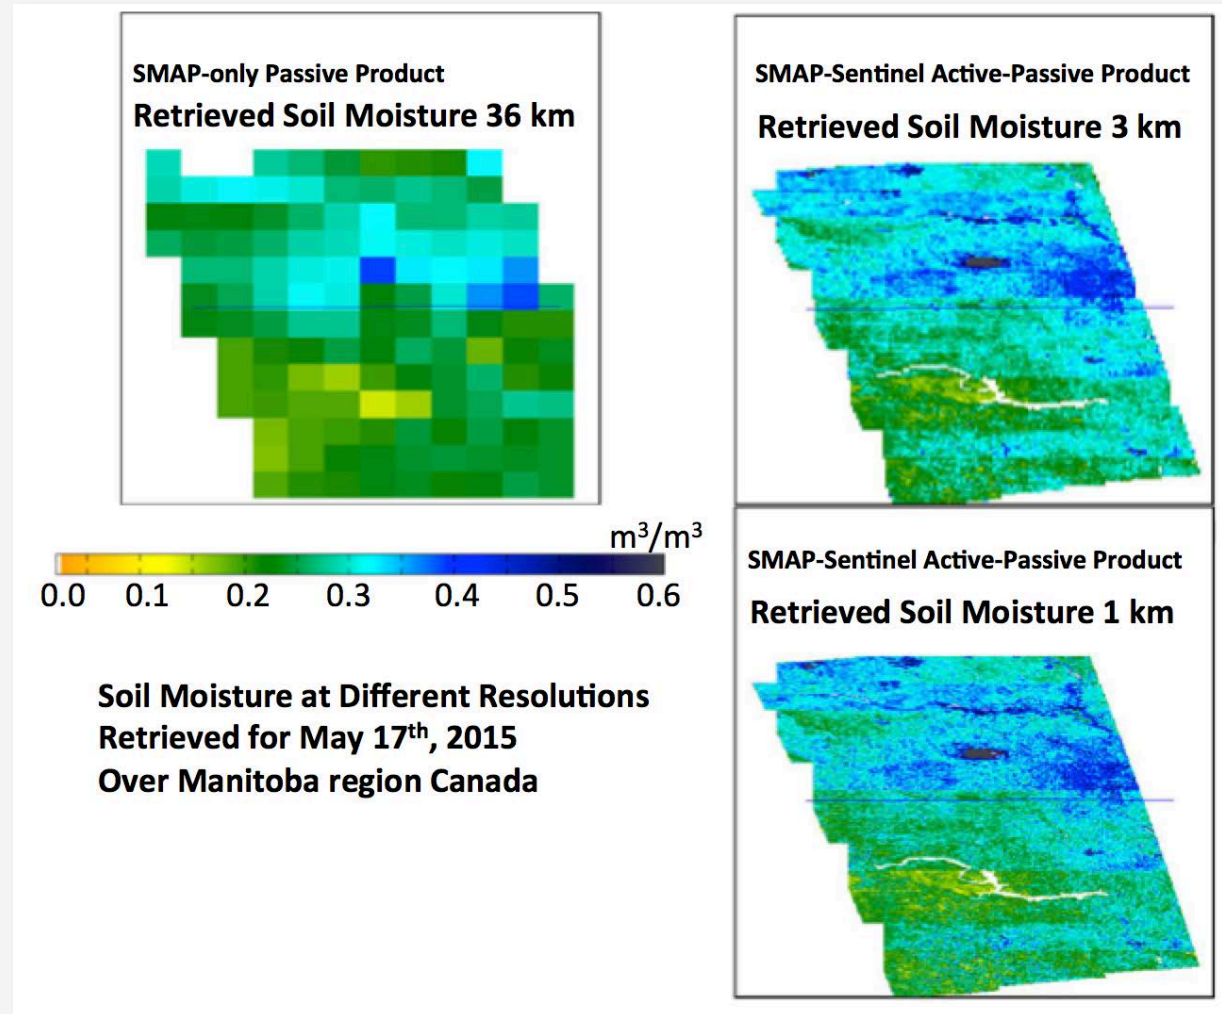 SMAP-only Passive Product
Retrieved Soil Moisture 36 km
SMAP-Sentinel Active-Passive Product
Retrieved Soil Moisture 3 km
m³/m³
0.0 0.1 0.2 0.3 0.4 0.5 0.6
SMAP-Sentinel Active-Passive Product
Retrieved Soil Moisture 1 km
Soil Moisture at Different Resolutions
Retrieved for May 17ᵗʰ, 2015
Over Manitoba region Canada